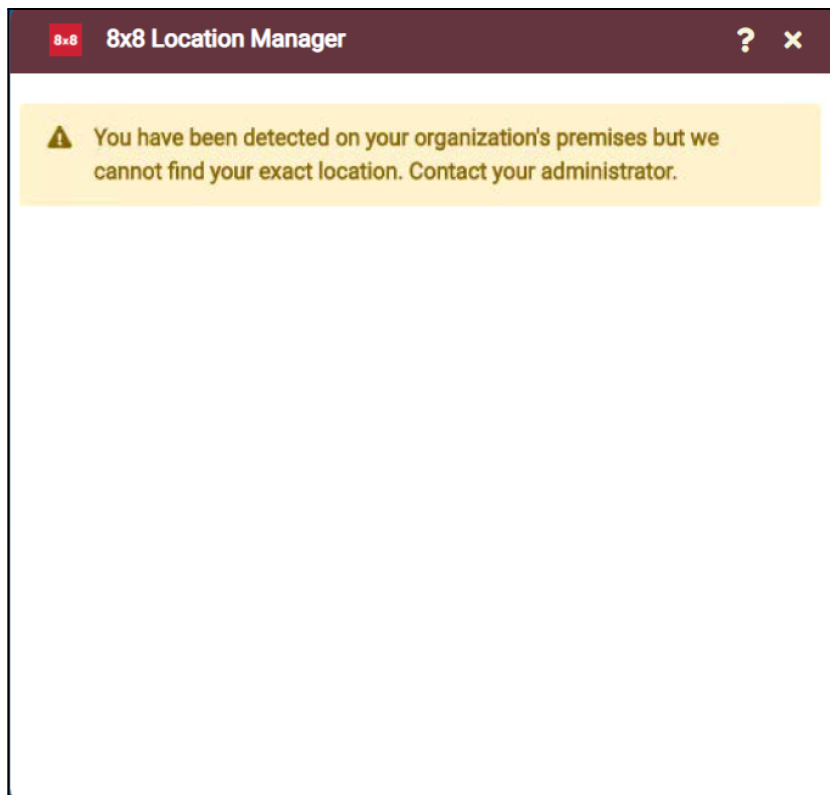 8x8 8x8 Location Manager ? ×
You have been detected on your organization's premises but we
cannot find your exact location. Contact your administrator.